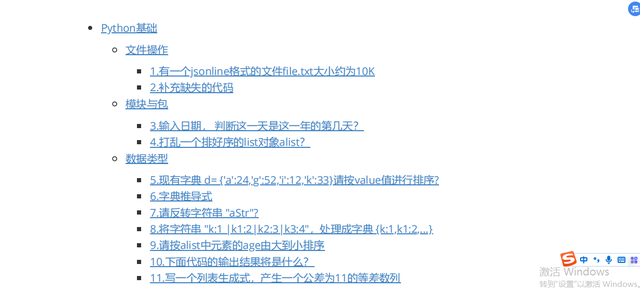 Python基础
文件操作
1.有一个jsonline格式的文件file.txt大小约为10K
2.补充缺失的代码
模块与包
3.输入日期， 判断这一天是这一年的第几天？
4.打乱一个排好序的list对象alist？
数据类型
5.现有字典 d= {'a':24,'g':52,'i':12,'k':33}请按value值进行排序?
6.字典推导式
7.请反转字符串 "aStr"?
8.将字符串 "k:1 |k1:2|k2:3|k3:4"，处理成字典 {k:1,k1:2,...}
9.请按alist中元素的age由大到小排序
10.下面代码的输出结果将是什么？
11.写一个列表生成式，产生一个公差为11的等差数列
中
激活 Windows
转到"设置"以激活 Windows。